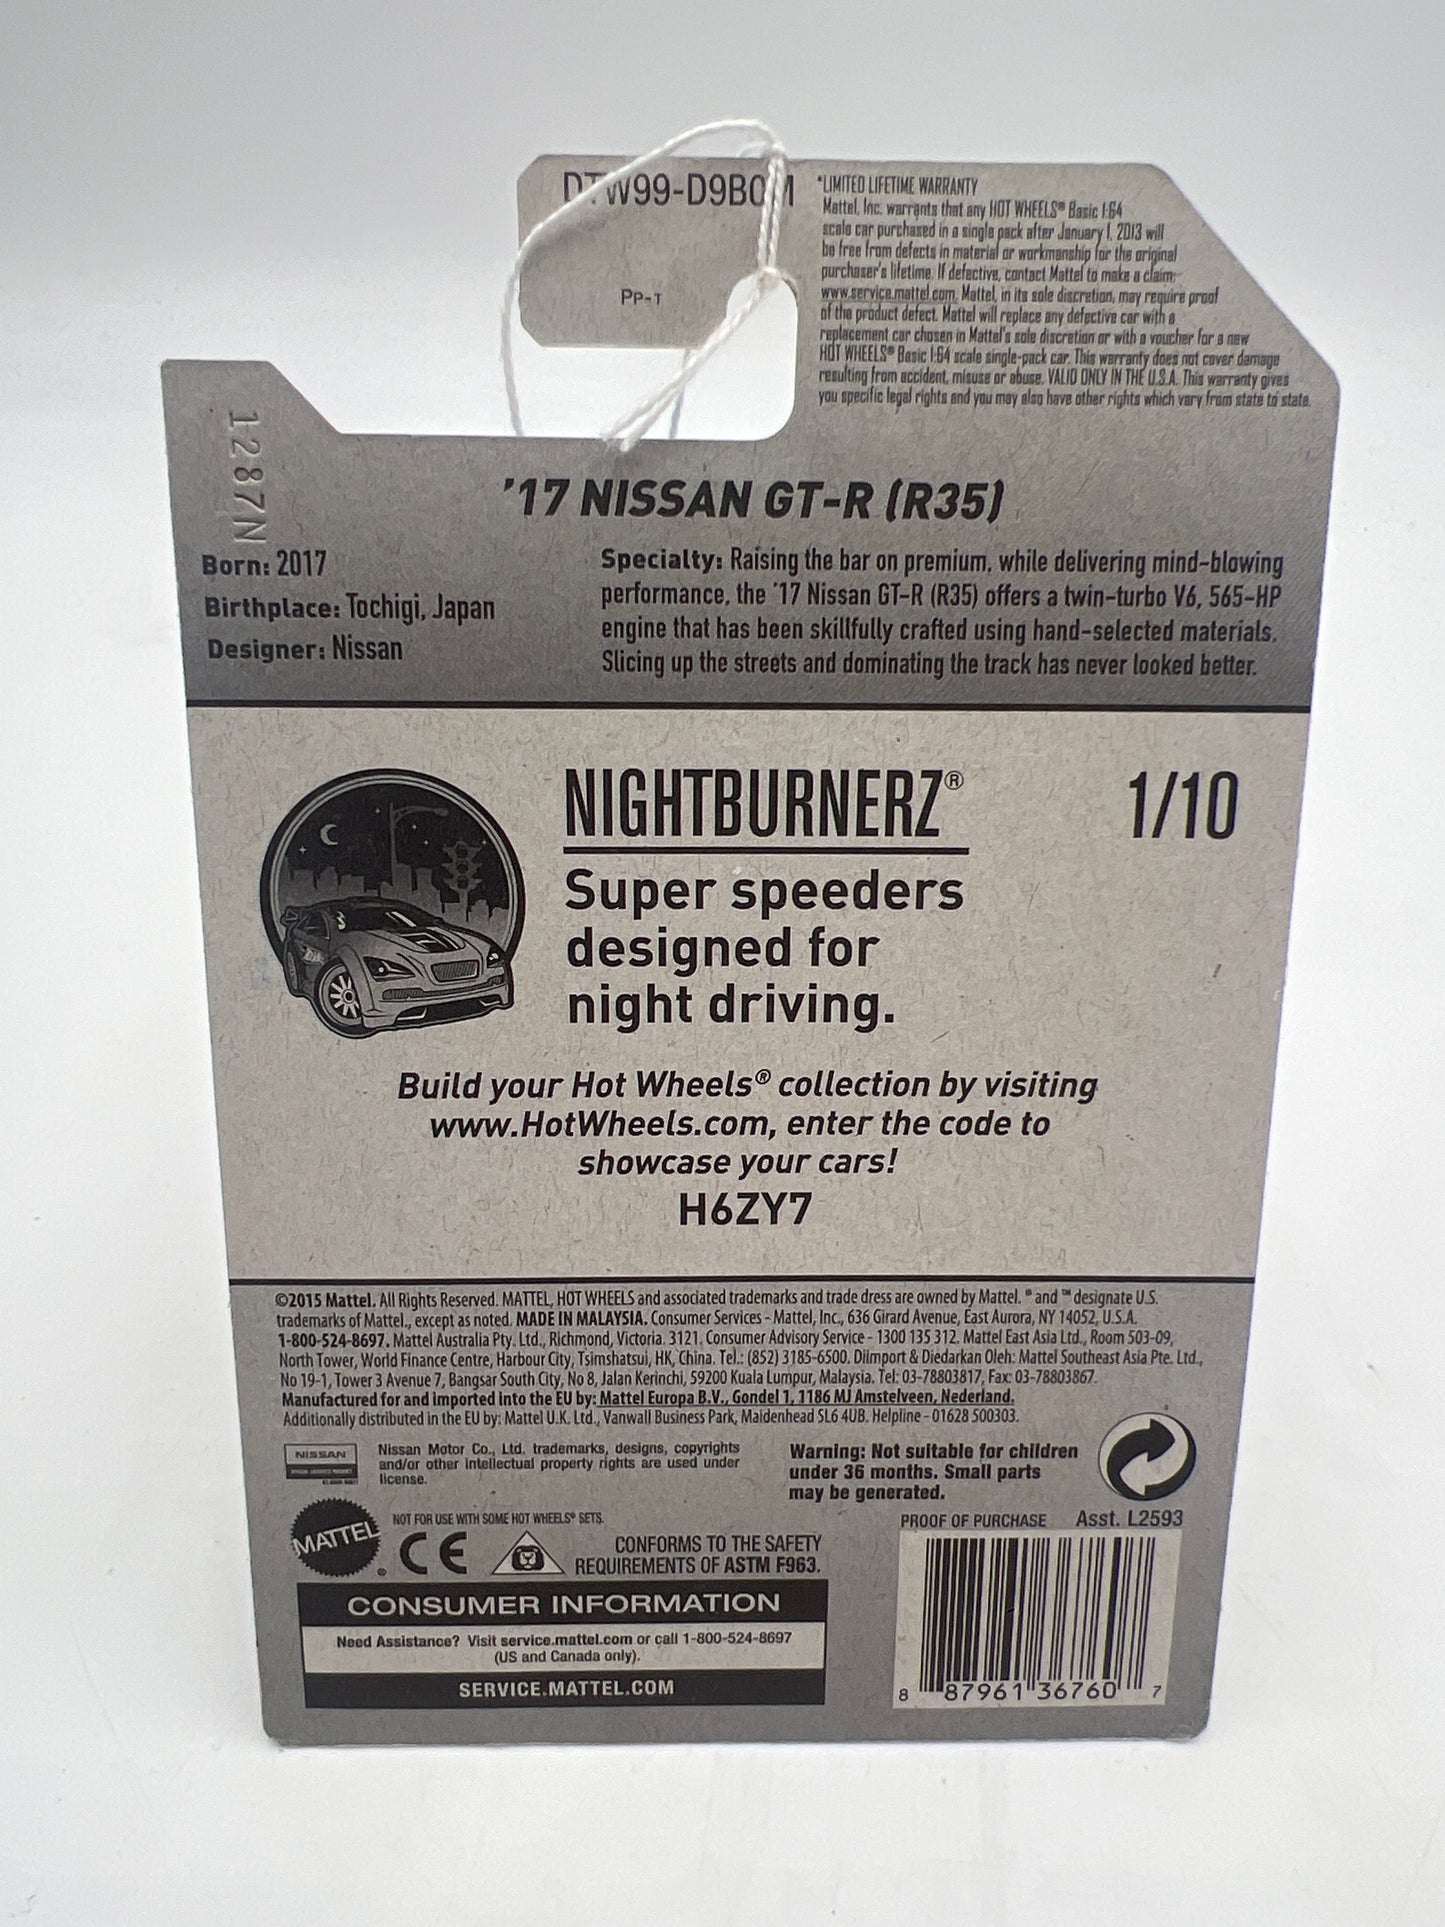 *LIMITED LIFETIME WARRANTY
Mattel, Inc. warrants that any HOT WHEELS® Basic 1:64
scale car purchased in a single pack after January 1, 2013 will
be free from defects in material or workmanship for the original
purchaser's lifetime. If defective, contact Mattel to make a claim:
www.service.mattel.com. Mattel, in its sole discretion, may require proof
of the product defect. Mattel will replace any defective car with a
replacement car chosen in Mattel's sole discretion or with a voucher for a new
HOT WHEELS® Basic 1:64 scale single-pack car. This warranty does not cover damage
resulting from accident, misuse or abuse. VALID ONLY IN THE U.S.A. This warranty gives
you specific legal rights and you may also have other rights which vary from state to state.
PP-T
1287N
'17 NISSAN GT-R (R35)
Born: 2017
Birthplace: Tochigi, Japan
Designer: Nissan
Specialty: Raising the bar on premium, while delivering mind-blowing
performance, the '17 Nissan GT-R (R35) offers a twin-turbo V6, 565-HP
engine that has been skillfully crafted using hand-selected materials.
Slicing up the streets and dominating the track has never looked better.
NIGHTBURNERZ®
1/10
Super speeders
designed for
night driving.
Build your Hot Wheels® collection by visiting
www.HotWheels.com, enter the code to
showcase your cars!
H6ZY7
©2015 Mattel. All Rights Reserved. MATTEL, HOT WHEELS and associated trademarks and trade dress are owned by Mattel. ® and ™ designate U.S.
trademarks of Mattel., except as noted. MADE IN MALAYSIA. Consumer Services - Mattel, Inc., 636 Girard Avenue, East Aurora, NY 14052, U.S.A.
1-800-524-8697. Mattel Australia Pty. Ltd., Richmond, Victoria. 3121. Consumer Advisory Service - 1300 135 312. Mattel East Asia Ltd., Room 503-09,
North Tower, World Finance Centre, Harbour City, Tsimshatsui, HK, China. Tel.: (852) 3185-6500. Diimport & Diedarkan Oleh: Mattel Southeast Asia Pte. Ltd.,
No 19-1, Tower 3 Avenue 7, Bangsar South City, No 8, Jalan Kerinchi, 59200 Kuala Lumpur, Malaysia. Tel: 03-78803817, Fax: 03-78803867.
Manufactured for and imported into the EU by: Mattel Europa B.V., Gondel 1, 1186 MJ Amstelveen, Nederland.
Additionally distributed in the EU by: Mattel U.K. Ltd., Vanwall Business Park, Maidenhead SL6 4UB. Helpline - 01628 500303.
NISSAN
Nissan Motor Co., Ltd. trademarks, designs, copyrights
and/or other intellectual property rights are used under
license.
Warning: Not suitable for children
under 36 months. Small parts
may be generated.
MATTEL®
NOT FOR USE WITH SOME HOT WHEELS® SETS.
CE
CONFORMS TO THE SAFETY
REQUIREMENTS OF ASTM F963.
PROOF OF PURCHASE
Asst. L2593
CONSUMER INFORMATION
Need Assistance? Visit service.mattel.com or call 1-800-524-8697
(US and Canada only).
SERVICE.MATTEL.COM
8 87961 36760 7